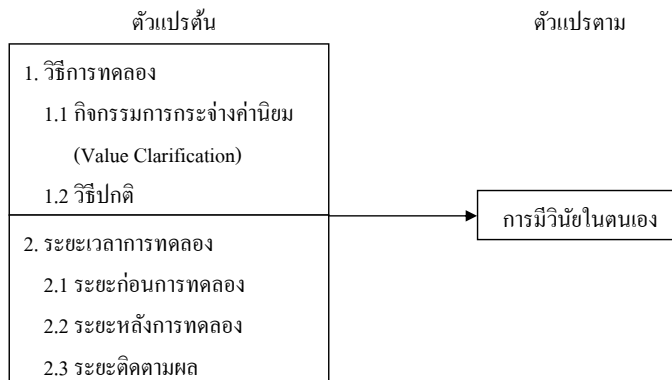 ตัวแปรต้น ตัวแปรตาม
1. วิธีการทดลอง
1.1 กิจกรรมการกระจ่างค่านิยม
(Value Clarification)
1.2 วิธีปกติ
การมีวินัยในตนเอง
2. ระยะเวลาการทดลอง
2.1 ระยะก่อนการทดลอง
2.2 ระยะหลังการทดลอง
2.3 ระยะติดตามผล